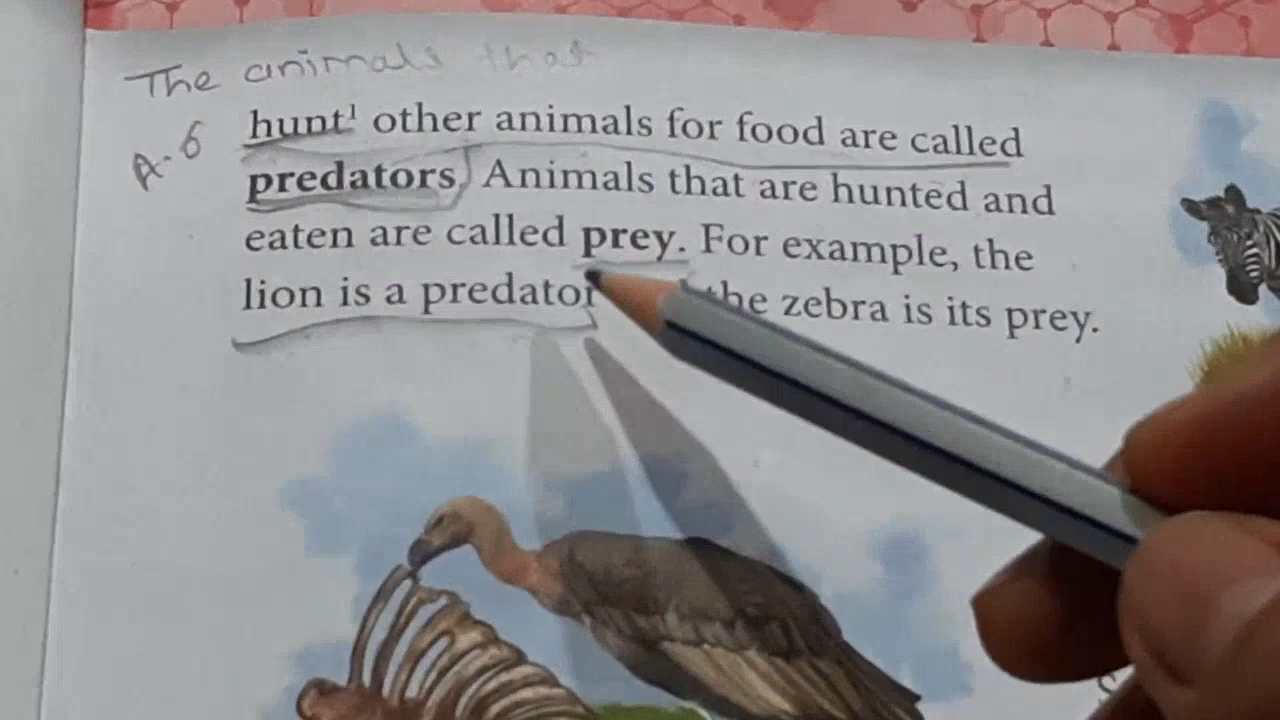 The animals that
A-6
hunt¹ other animals for food are called
predators. Animals that are hunted and
eaten are called prey. For example, the
lion is a predator the zebra is its prey.